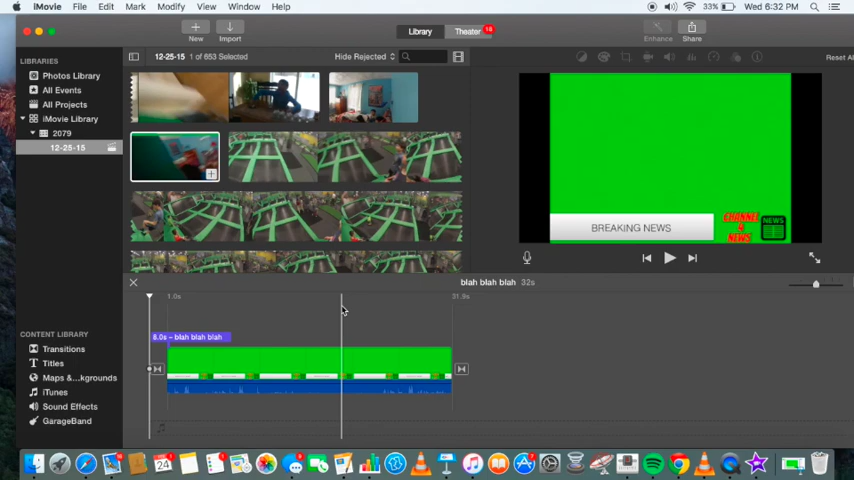 iMovie File Edit Mark Modify View Window Help 33% Wed 6:32 PM
New Import Library Theater Enhance Share
LIBRARIES 12-25-15 1 of 653 Selected Hide Rejected Reset Al
Photos Library
All Events
All Projects
iMovie Library
2079
12-25-15
BREAKING NEWS
CHANNEL
4
NEWS
NEWS
blah blah blah 32s
1.0s 31.9s
CONTENT LIBRARY
Transitions
Titles
Maps &...kgrounds
iTunes
Sound Effects
GarageBand
8.0s – blah blah blah
24